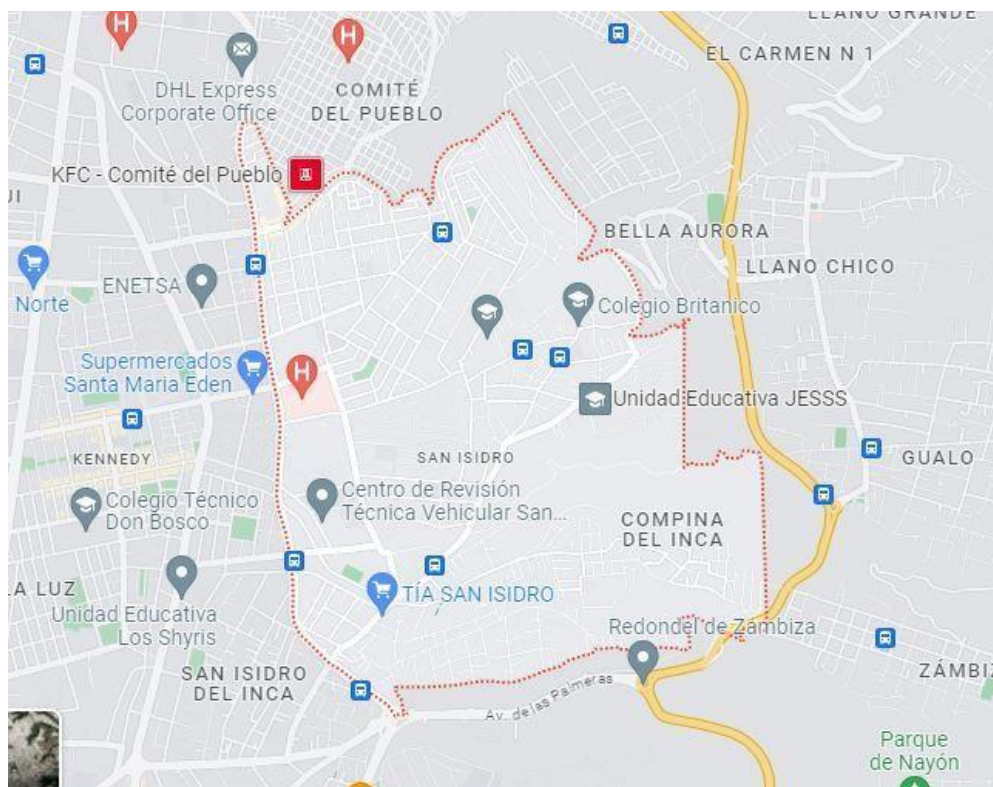 LLANO GRANDE
EL CARMEN N 1
DHL Express
Corporate Office
COMITÉ
DEL PUEBLO
KFC - Comité del Pueblo
JI
BELLA AURORA
LLANO CHICO
ENETSA
Norte
Colegio Britanico
Supermercados
Santa Maria Eden
Unidad Educativa JESSS
KENNEDY
SAN ISIDRO
GUALO
Colegio Técnico
Don Bosco
Centro de Revisión
Técnica Vehicular San...
COMPINA
DEL INCA
A LUZ
TÍA SAN ISIDRO
Unidad Educativa
Los Shyris
Redondel de Zámbiza
SAN ISIDRO
DEL INCA
ZÁMBIZ
Av. de las Palmeras
Parque
de Nayón
H
H
H